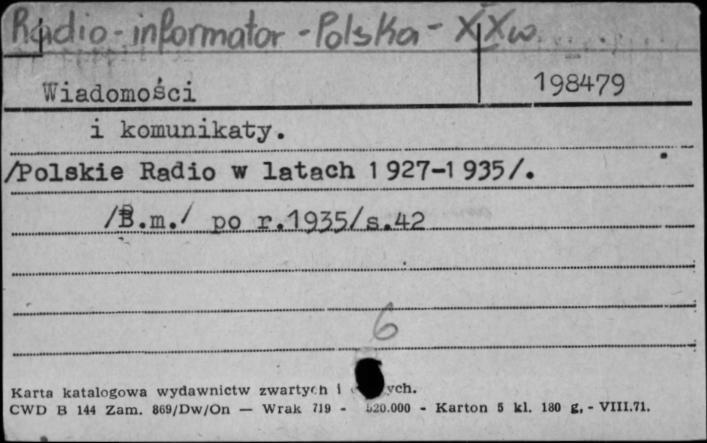 Radio-informator-Polska-XXw.
Wiadomości 198479
i komunikaty.
/Polskie Radio w latach 1927-1935/.
/B.m./ po r.1935/s.42
6
Karta katalogowa wydawnictw zwartych i
CWD B 144 Zam. 869/Dw/On — Wrak 719 - 520.000 - Karton 5 kl. 180 g, - VIII.71.